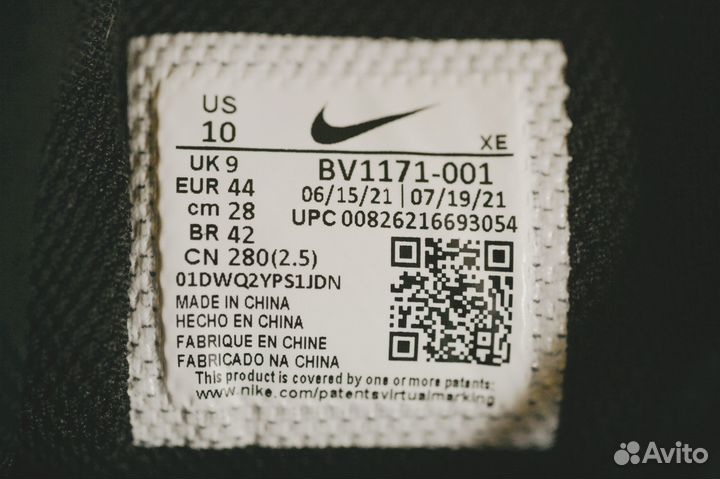 US
10
XE
UK 9
EUR 44
cm 28
BR 42
CN 280(2.5)
BV1171-001
06/15/21 | 07/19/21
UPC 00826216693054
01DWQ2YPS1JDN
MADE IN CHINA
HECHO EN CHINA
FABRIQUE EN CHINE
FABRICADO NA CHINA
This product is covered by one or more patents:
www.nike.com/patentsvirtualmarking
Avito